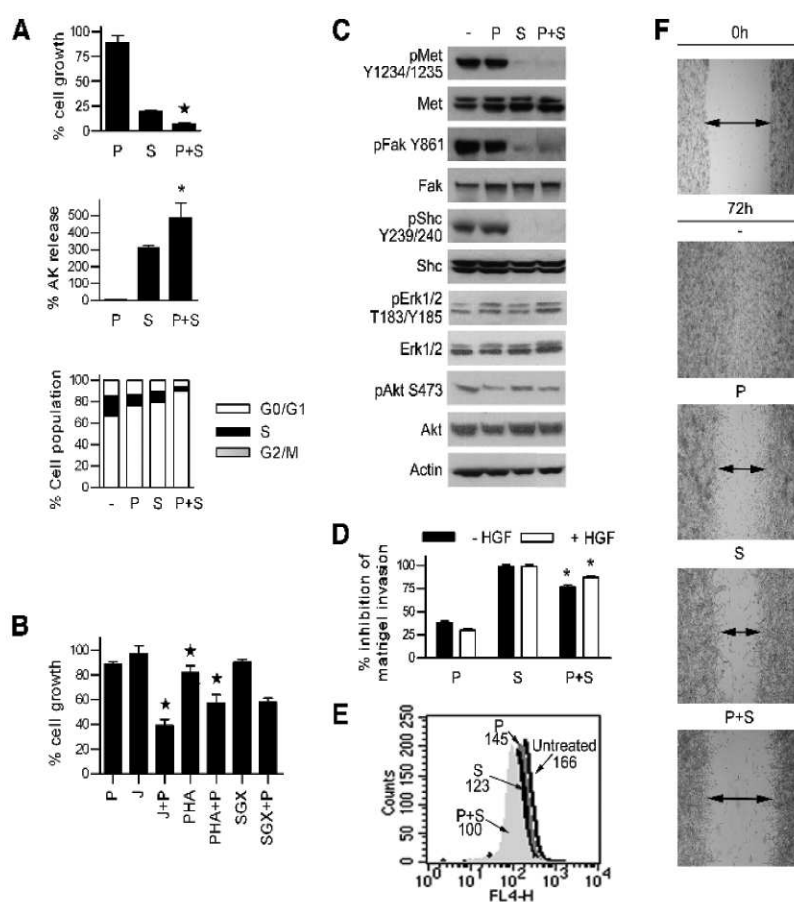 A
% cell growth
100
75
50
25
0
★
P S P+S
% AK release
500
400
300
200
100
0
*
P S P+S
% Cell population
100
80
60
40
20
0
- P S P+S
G0/G1
S
G2/M
B
% cell growth
100
80
60
40
20
0
★
★
★
P
J
J+P
PHA
PHA+P
SGX
SGX+P
C
- P S P+S
pMet
Y1234/1235
Met
pFak Y861
Fak
pShc
Y239/240
Shc
pErk1/2
T183/Y185
Erk1/2
pAkt S473
Akt
Actin
D
- HGF + HGF
% inhibition of
matrigel invasion
100
75
50
25
0
* *
P S P+S
E
Counts
250
200
150
100
50
0
P
145
Untreated
166
S
123
P+S
100
10⁰ 10¹ 10² 10³ 10⁴
FL4-H
F
0h
72h
-
P
S
P+S